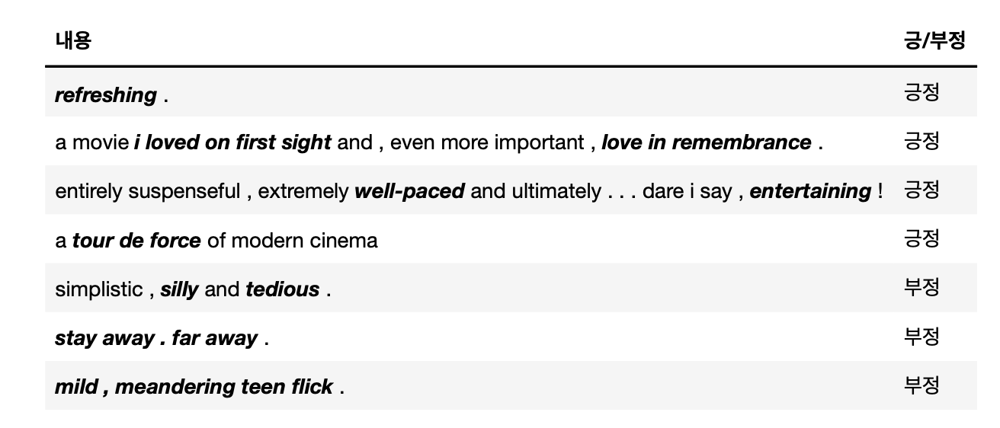 내용 긍/부정
refreshing . 긍정
a movie i loved on first sight and , even more important , love in remembrance . 긍정
entirely suspenseful , extremely well-paced and ultimately . . . dare i say , entertaining ! 긍정
a tour de force of modern cinema 긍정
simplistic , silly and tedious . 부정
stay away . far away . 부정
mild , meandering teen flick . 부정